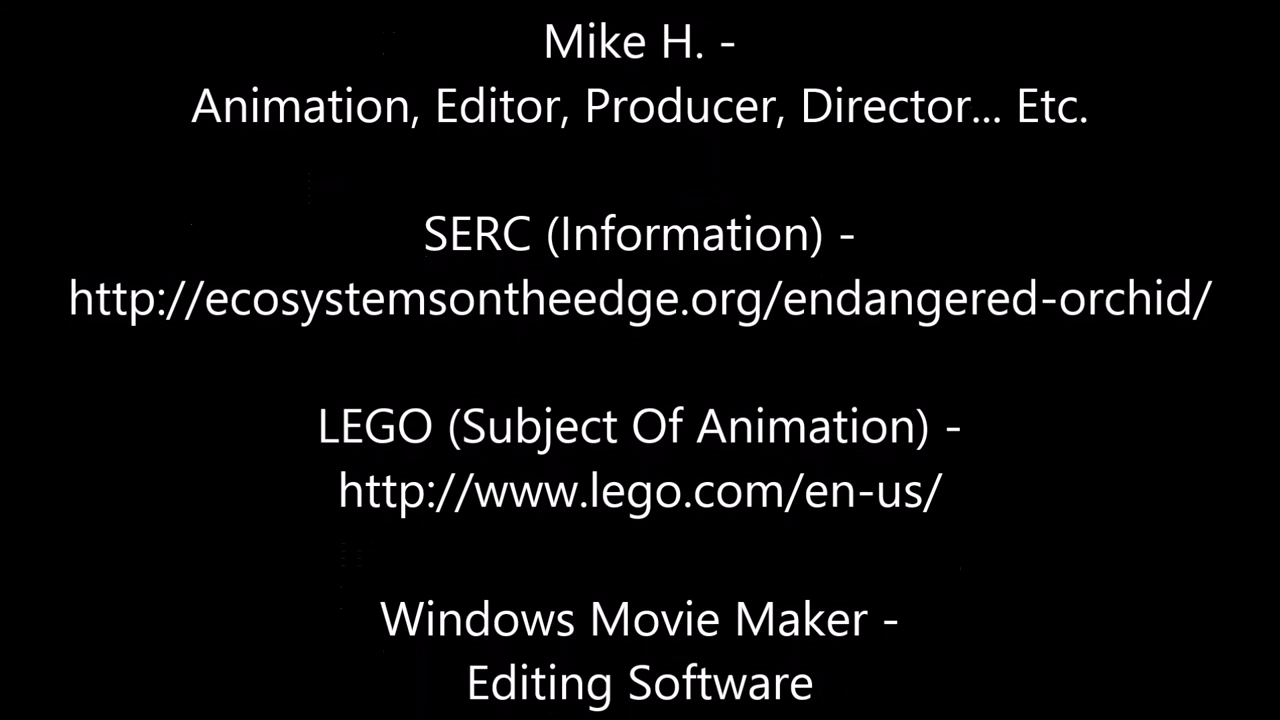 Mike H. -
Animation, Editor, Producer, Director... Etc.
SERC (Information) -
http://ecosystemsontheedge.org/endangered-orchid/
LEGO (Subject Of Animation) -
http://www.lego.com/en-us/
Windows Movie Maker -
Editing Software